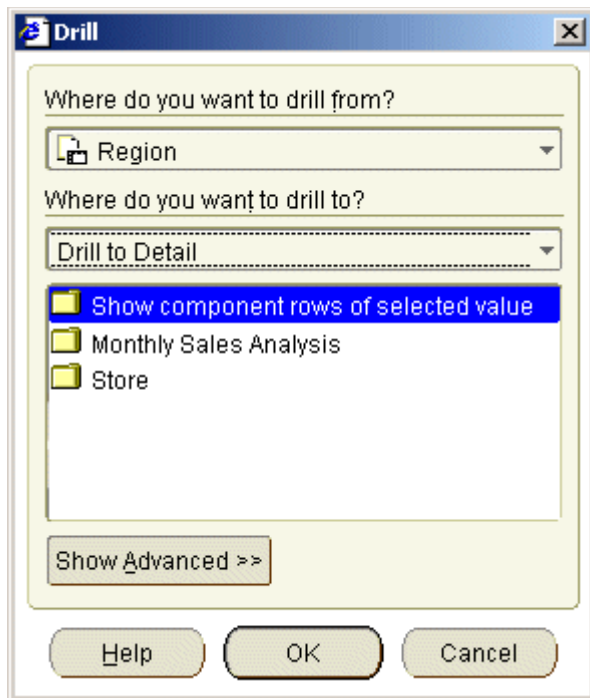 Drill
Where do you want to drill from?
Region
Where do you want to drill to?
Drill to Detail
Show component rows of selected value
Monthly Sales Analysis
Store
Show Advanced >>
Help
OK
Cancel